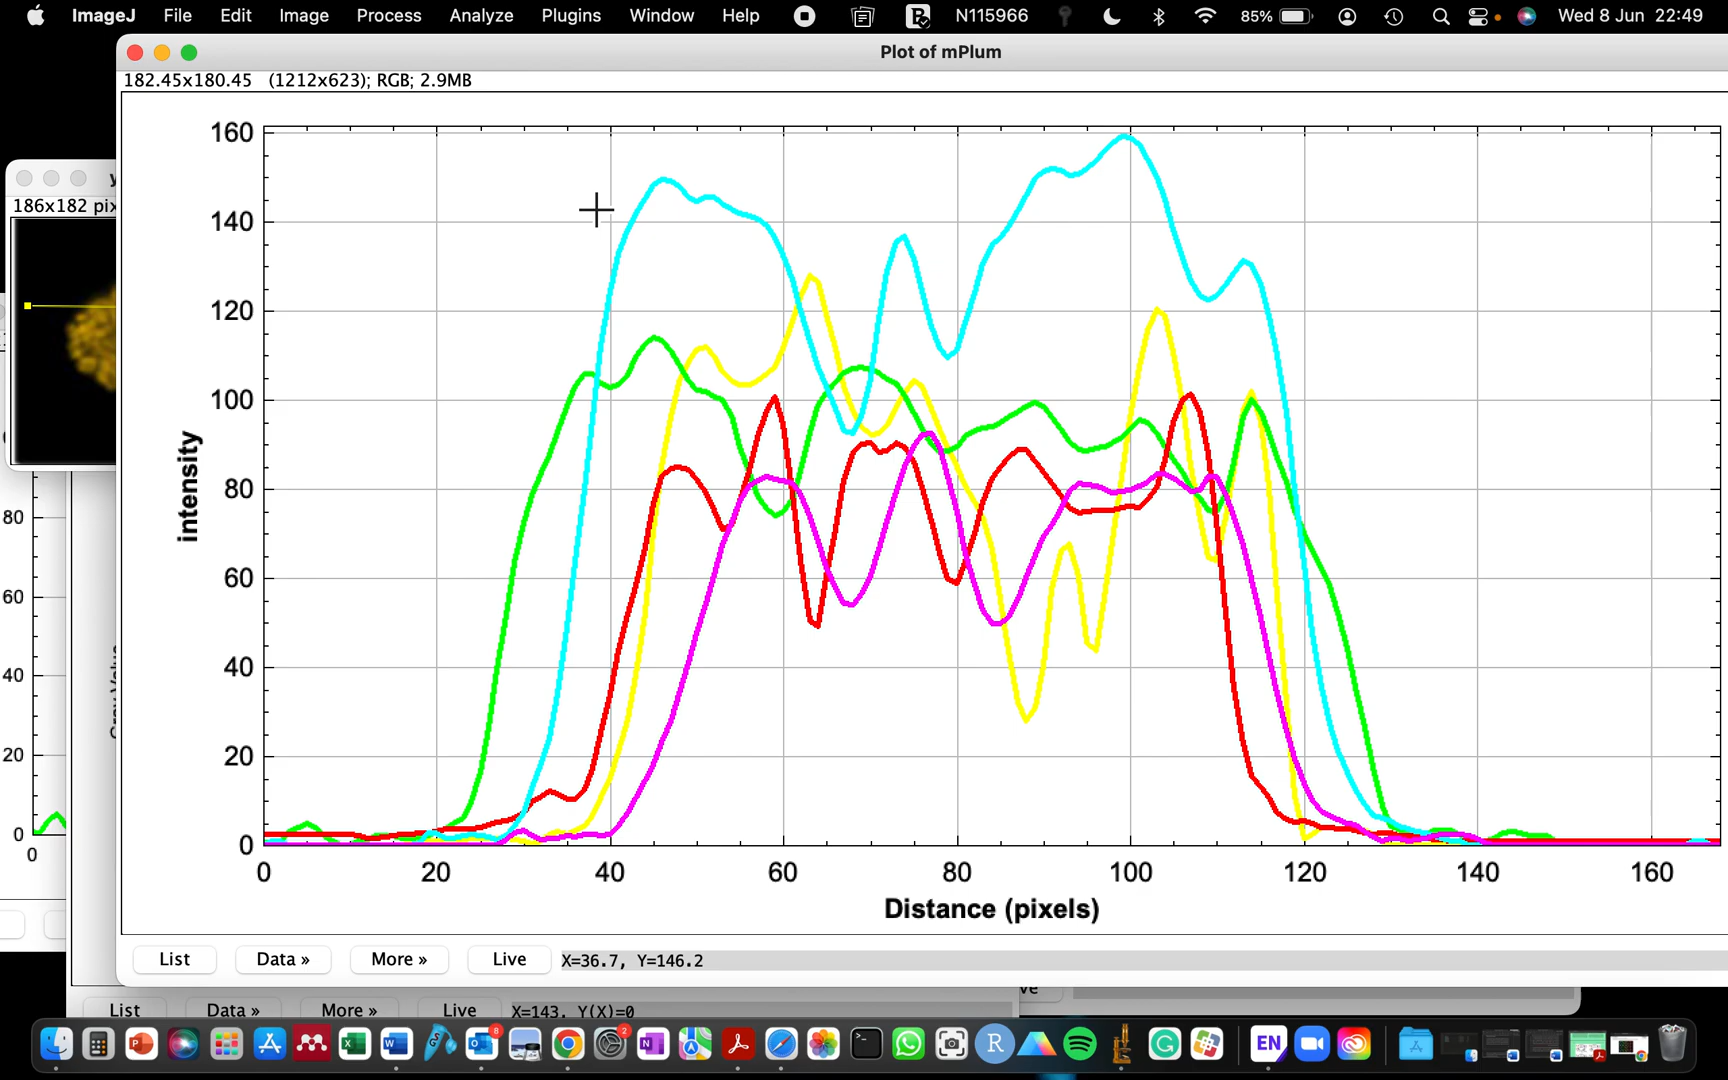 ImageJ File Edit Image Process Analyze Plugins Window Help N115966 85% Wed 8 Jun 22:49
Plot of mPlum
182.45x180.45 (1212x623); RGB; 2.9MB
186x182 pix
160
140
120
100
80
60
40
20
0
intensity
0 20 40 60 80 100 120 140 160
Distance (pixels)
80
60
40
20
0
0
List Data » More » Live X=36.7, Y=146.2
List Data » More » Live X=143, Y(X)=0
8
2
EN